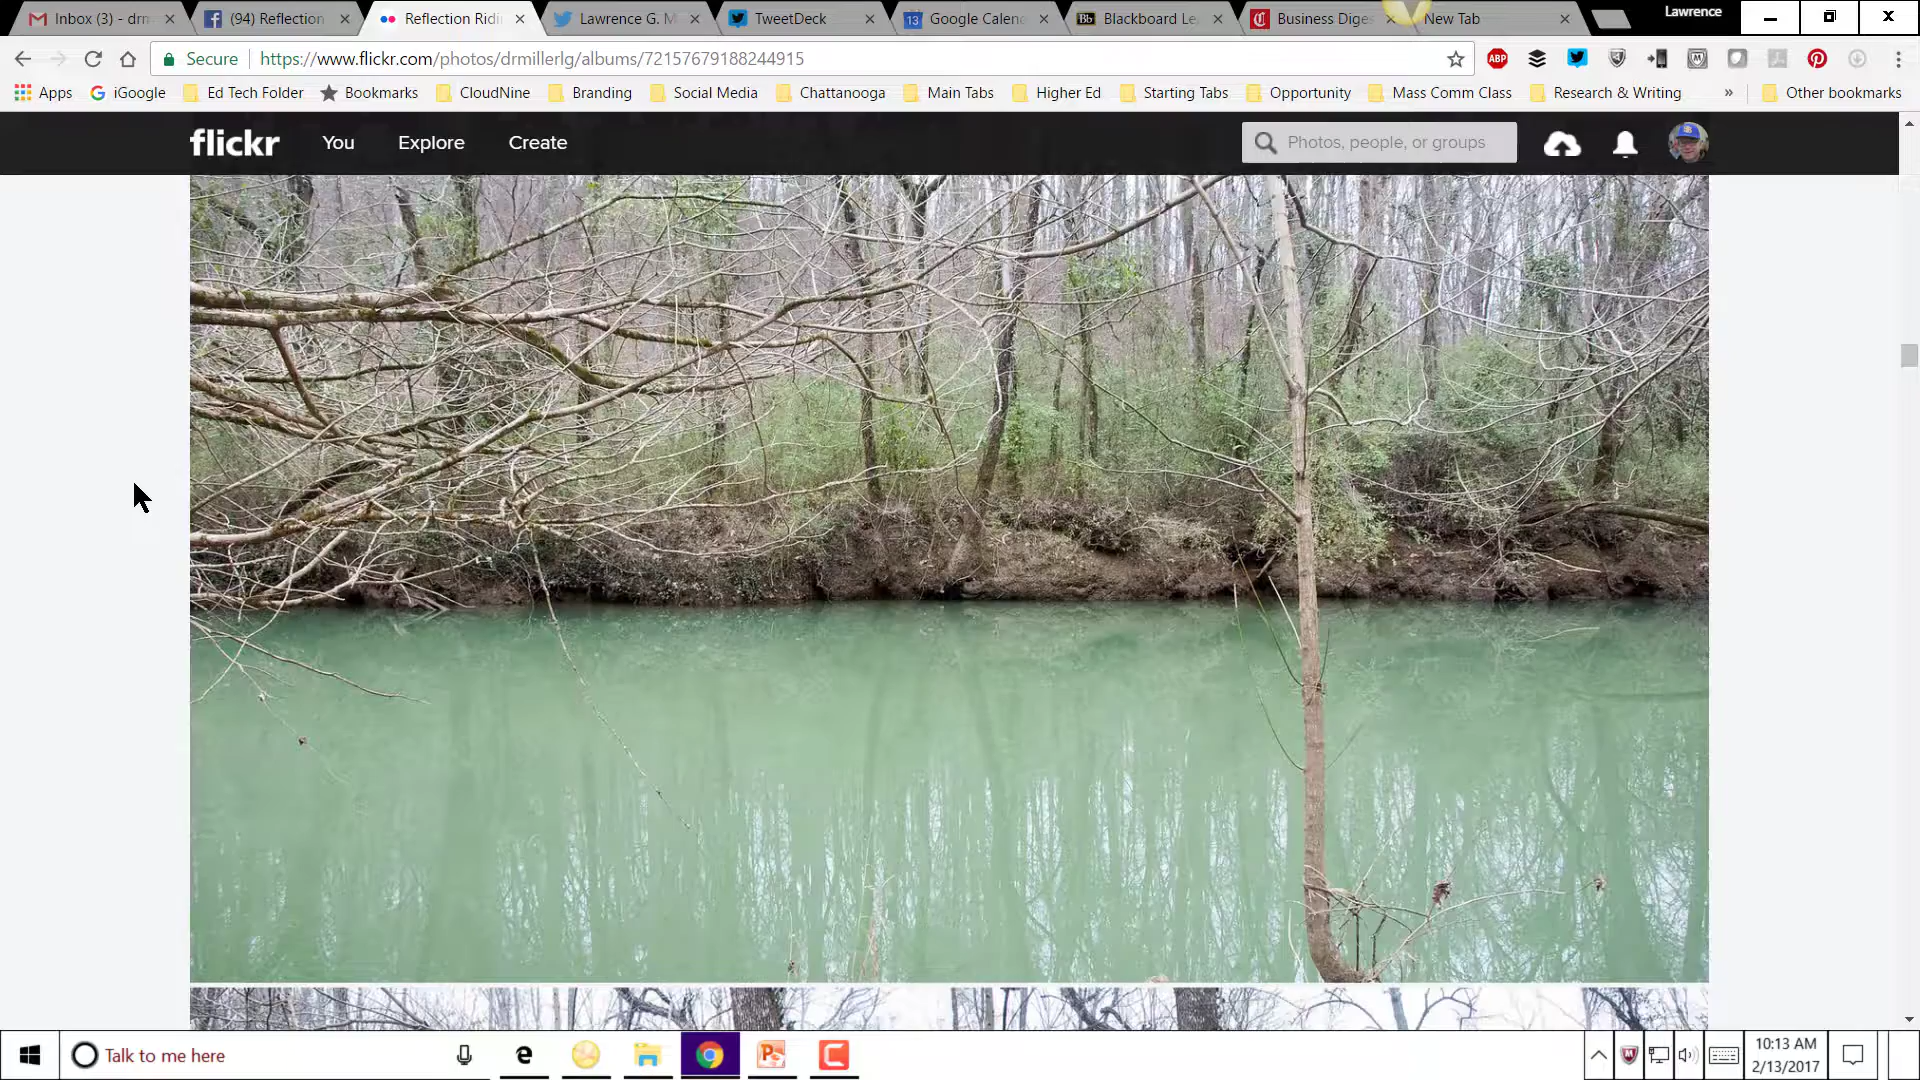 Inbox (3) - drm
(94) Reflection
Reflection Ridi
Lawrence G. M
TweetDeck
13 Google Calen
Bb Blackboard Le
Business Diges
New Tab
Lawrence
Secure https://www.flickr.com/photos/drmillerlg/albums/72157679188244915
ABP
Apps
G iGoogle
Ed Tech Folder
Bookmarks
CloudNine
Branding
Social Media
Chattanooga
Main Tabs
Higher Ed
Starting Tabs
Opportunity
Mass Comm Class
Research & Writing
»
Other bookmarks
flickr You Explore Create
Photos, people, or groups
Talk to me here
10:13 AM
2/13/2017